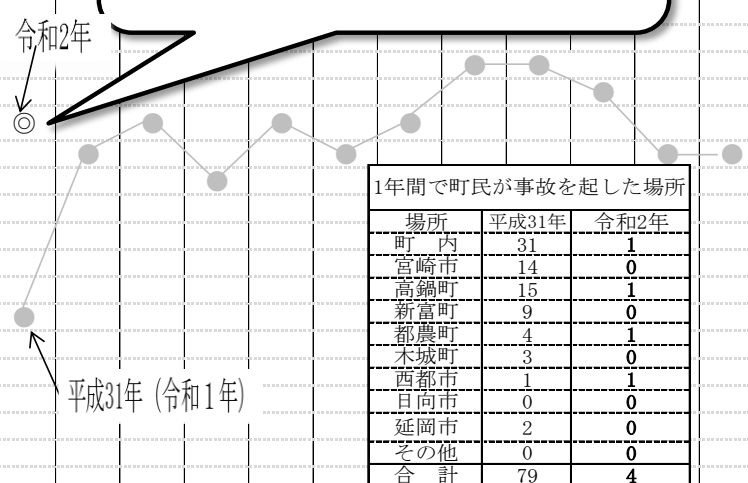 令和2年
平成31年 (令和1年)
1年間で町民が事故を起した場所
場所 平成31年 令和2年
町 内 31 1
宮崎市 14 0
高鍋町 15 1
新富町 9 0
都農町 4 1
木城町 3 0
西都市 1 1
日向市 0 0
延岡市 2 0
その他 0 0
合 計 79 4